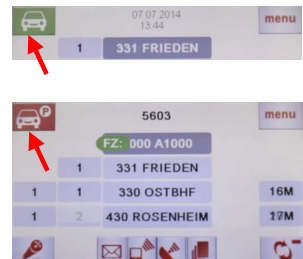 07.07.2014
13:44
menu
1 331 FRIEDEN
P 5603 menu
FZ: 000 A1000
1 331 FRIEDEN
1 1 330 OSTBHF 16M
1 2 430 ROSENHEIM 17M